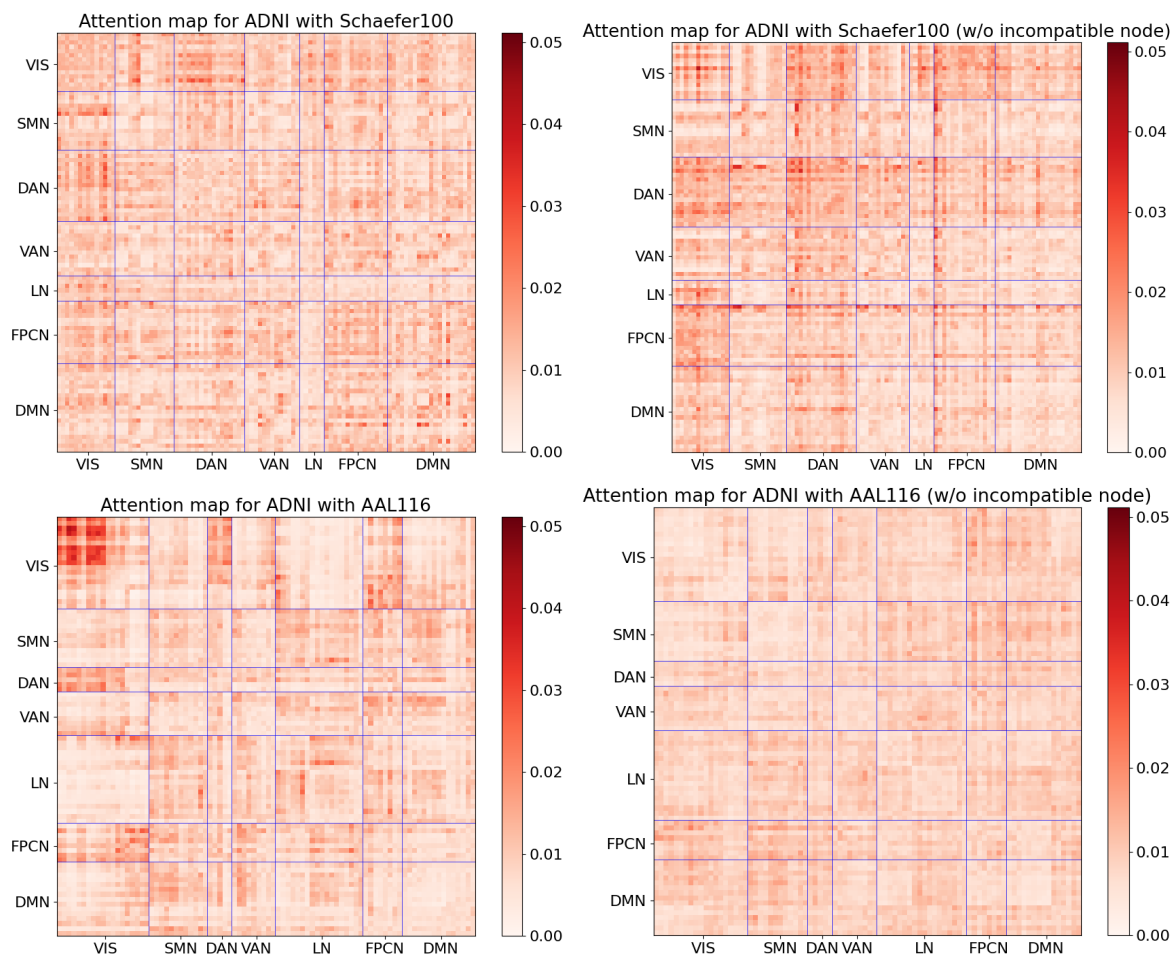 Attention map for ADNI with Schaefer100
VIS
SMN
DAN
VAN
LN
FPCN
DMN
VIS SMN DAN VAN LN FPCN DMN
0.05
0.04
0.03
0.02
0.01
0.00
Attention map for ADNI with Schaefer100 (w/o incompatible node)
VIS
SMN
DAN
VAN
LN
FPCN
DMN
VIS SMN DAN VAN LN FPCN DMN
0.05
0.04
0.03
0.02
0.01
0.00
Attention map for ADNI with AAL116
VIS
SMN
DAN
VAN
LN
FPCN
DMN
VIS SMN DAN VAN LN FPCN DMN
0.05
0.04
0.03
0.02
0.01
0.00
Attention map for ADNI with AAL116 (w/o incompatible node)
VIS
SMN
DAN
VAN
LN
FPCN
DMN
VIS SMN DAN VAN LN FPCN DMN
0.05
0.04
0.03
0.02
0.01
0.00